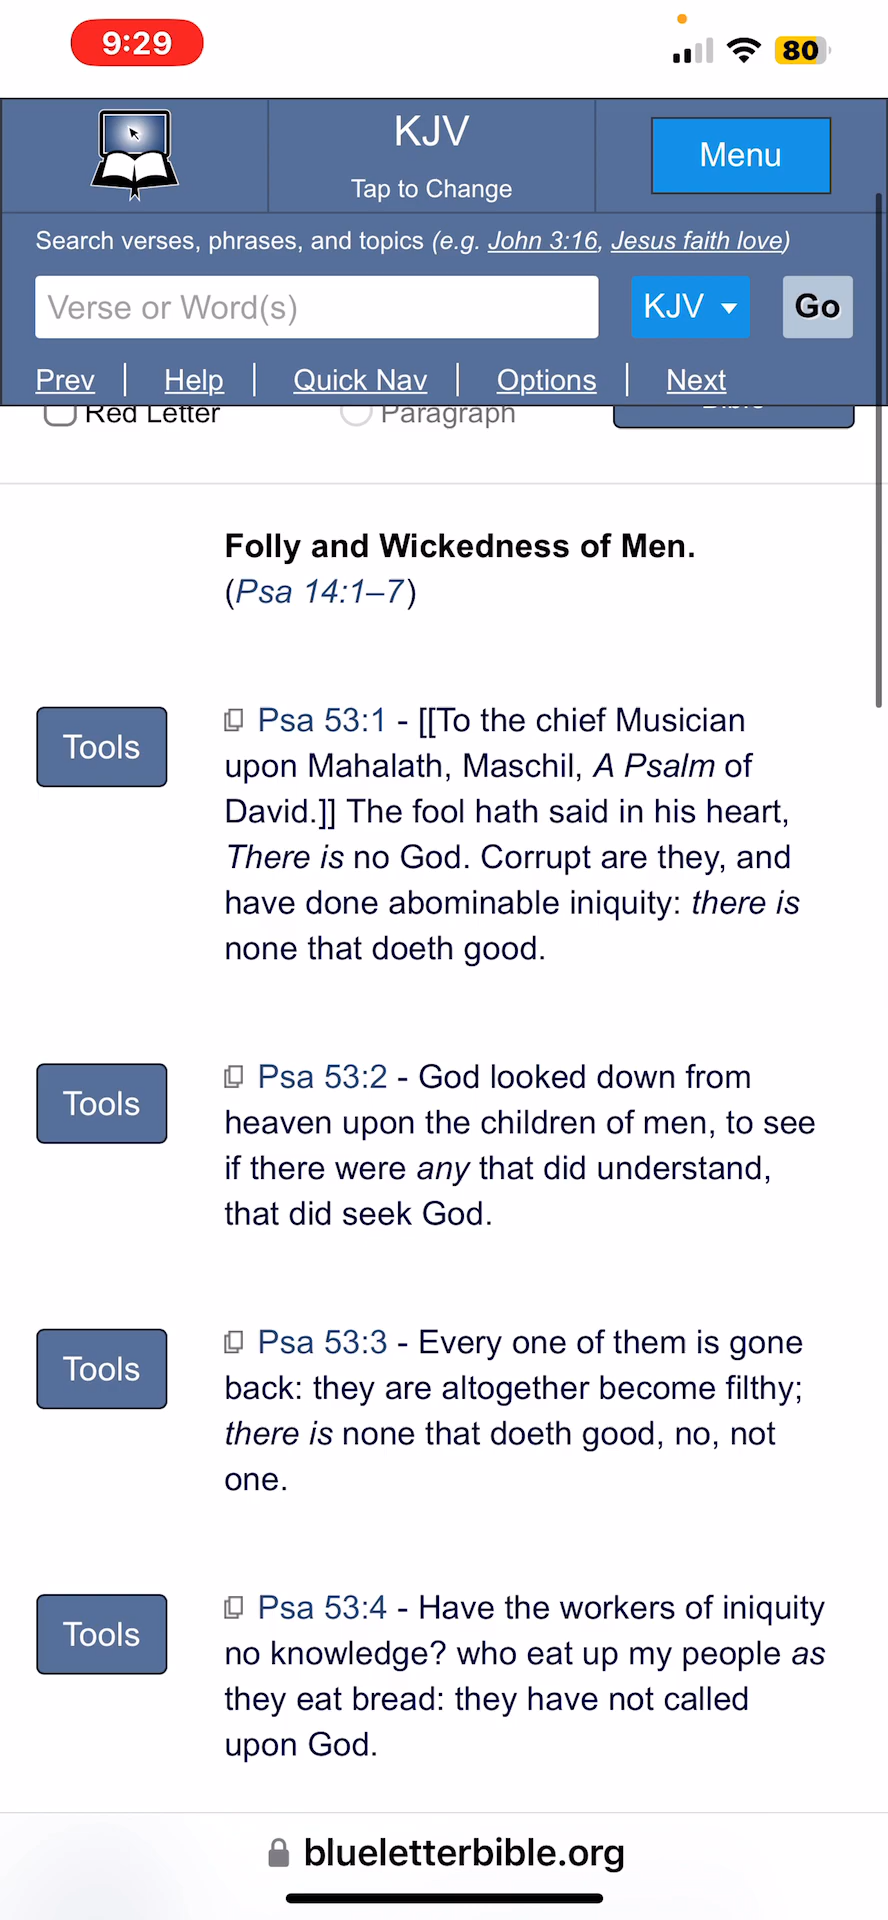 9:29
80
KJV
Tap to Change
Menu
Search verses, phrases, and topics (e.g. John 3:16, Jesus faith love)
Verse or Word(s)
KJV
Go
Prev | Help | Quick Nav | Options | Next
Red Letter
Paragraph
Bible
Folly and Wickedness of Men.
(Psa 14:1–7)
Tools
Psa 53:1 - [[To the chief Musician
upon Mahalath, Maschil, A Psalm of
David.]] The fool hath said in his heart,
There is no God. Corrupt are they, and
have done abominable iniquity: there is
none that doeth good.
Tools
Psa 53:2 - God looked down from
heaven upon the children of men, to see
if there were any that did understand,
that did seek God.
Tools
Psa 53:3 - Every one of them is gone
back: they are altogether become filthy;
there is none that doeth good, no, not
one.
Tools
Psa 53:4 - Have the workers of iniquity
no knowledge? who eat up my people as
they eat bread: they have not called
upon God.
blueletterbible.org